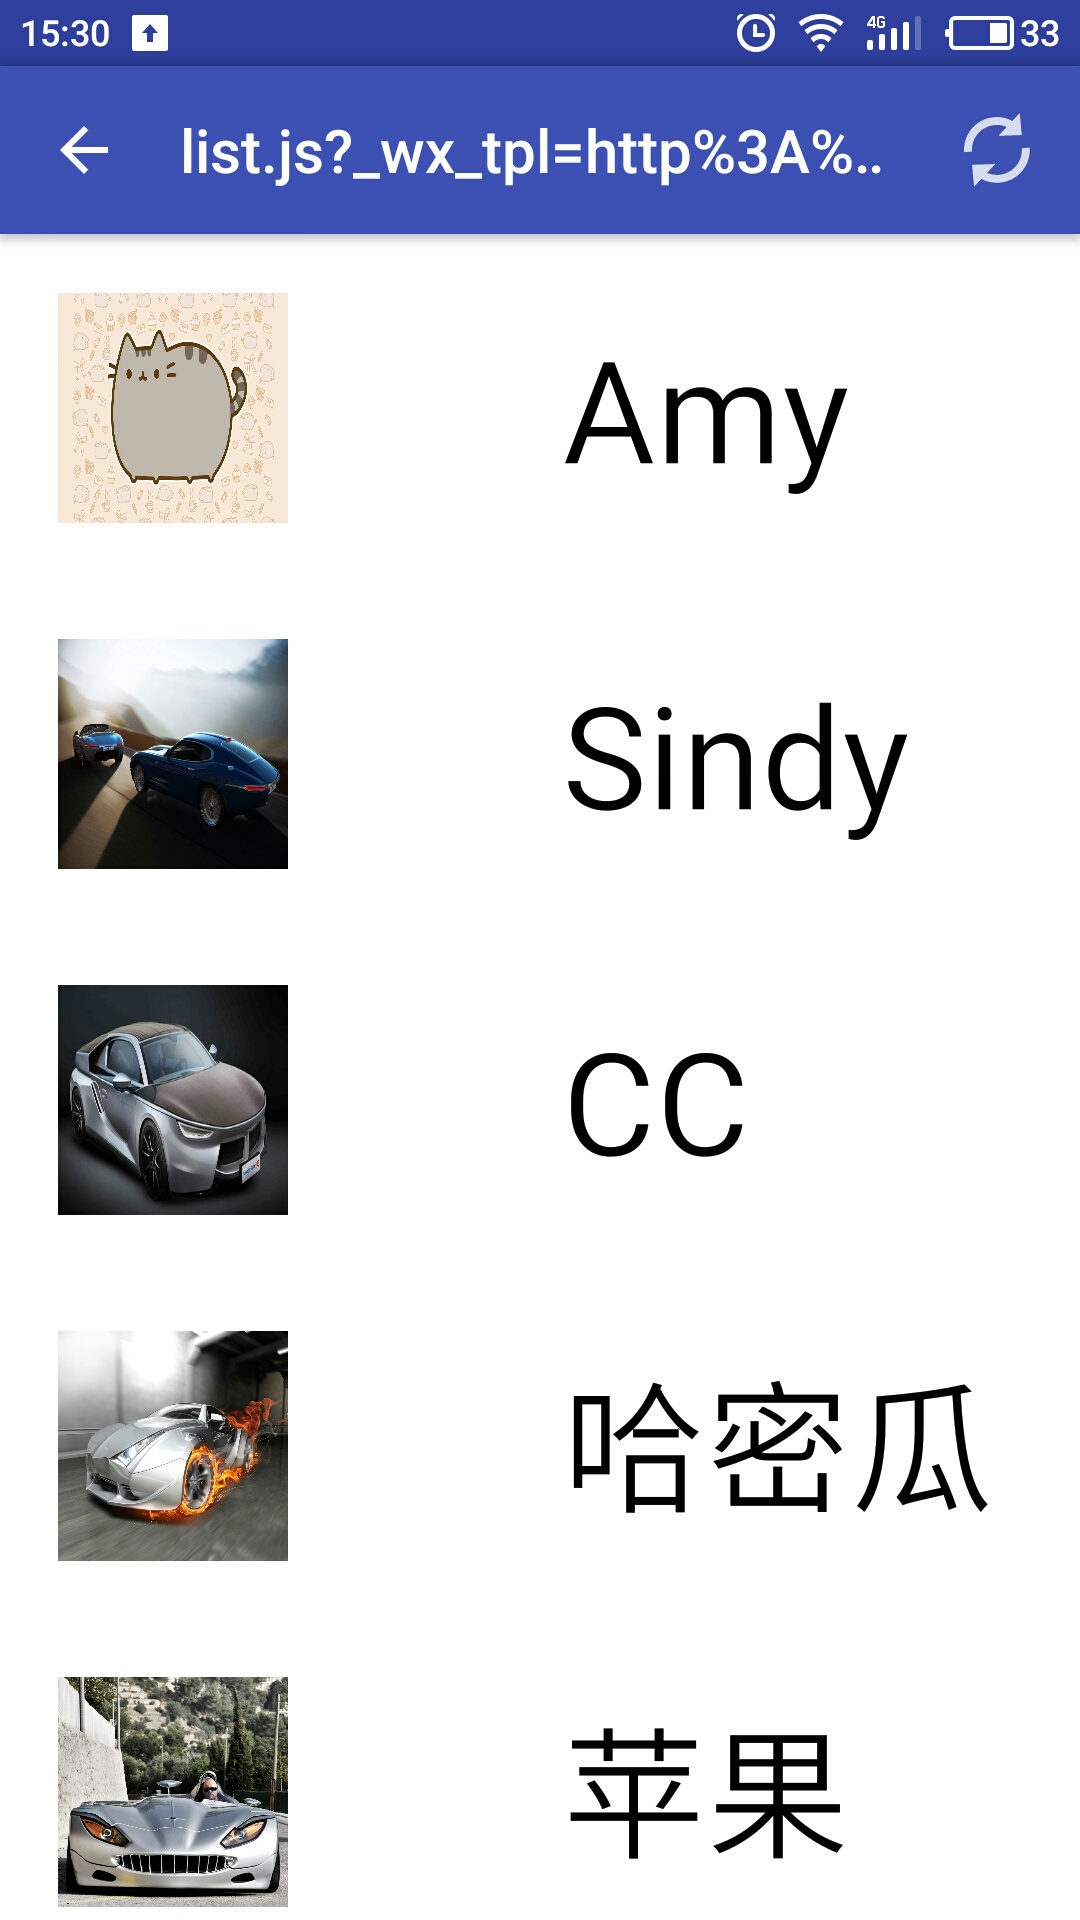 15:30
4G
33
list.js?_wx_tpl=http%3A%..
Amy
Sindy
CC
哈密瓜
苹果